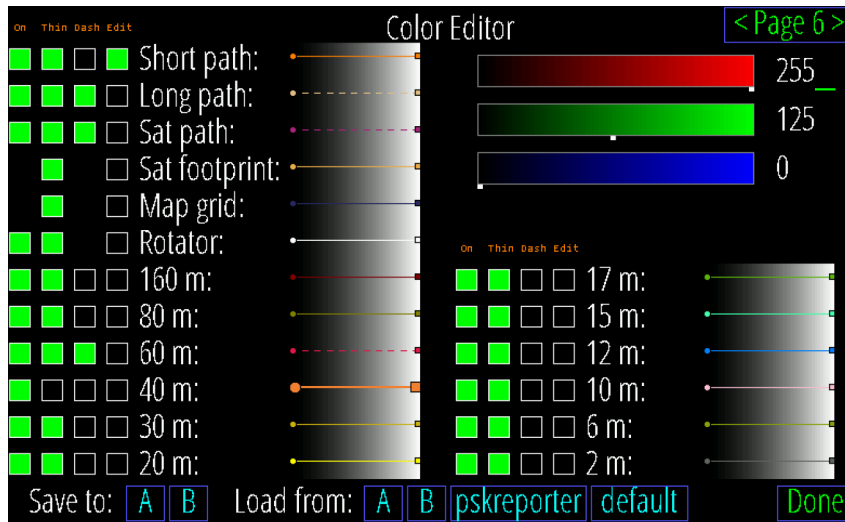 Color Editor
< Page 6 >
On Thin Dash Edit
Short path:
Long path:
Sat path:
Sat footprint:
Map grid:
Rotator:
160 m:
80 m:
60 m:
40 m:
30 m:
20 m:
255_
125
0
On Thin Dash Edit
17 m:
15 m:
12 m:
10 m:
6 m:
2 m:
Save to: A B Load from: A B pskreporter default Done